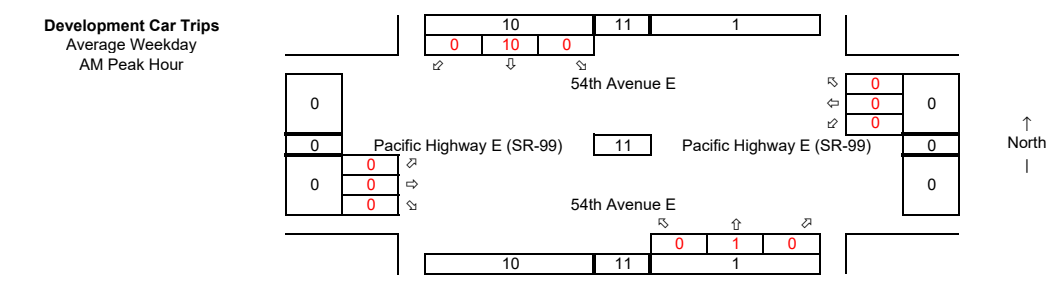 Development Car Trips
Average Weekday
AM Peak Hour
10 11 1
0 10 0
⬃ ⇩ ⬂
54th Avenue E
0
⬁ 0
⇦ 0 0
⬃ 0
↑
North
|
0 Pacific Highway E (SR-99) 11 Pacific Highway E (SR-99) 0
0 ⬀
0 0 ⇨ 0
0 ⬂
54th Avenue E
⬁ ⇧ ⬀
0 1 0
10 11 1